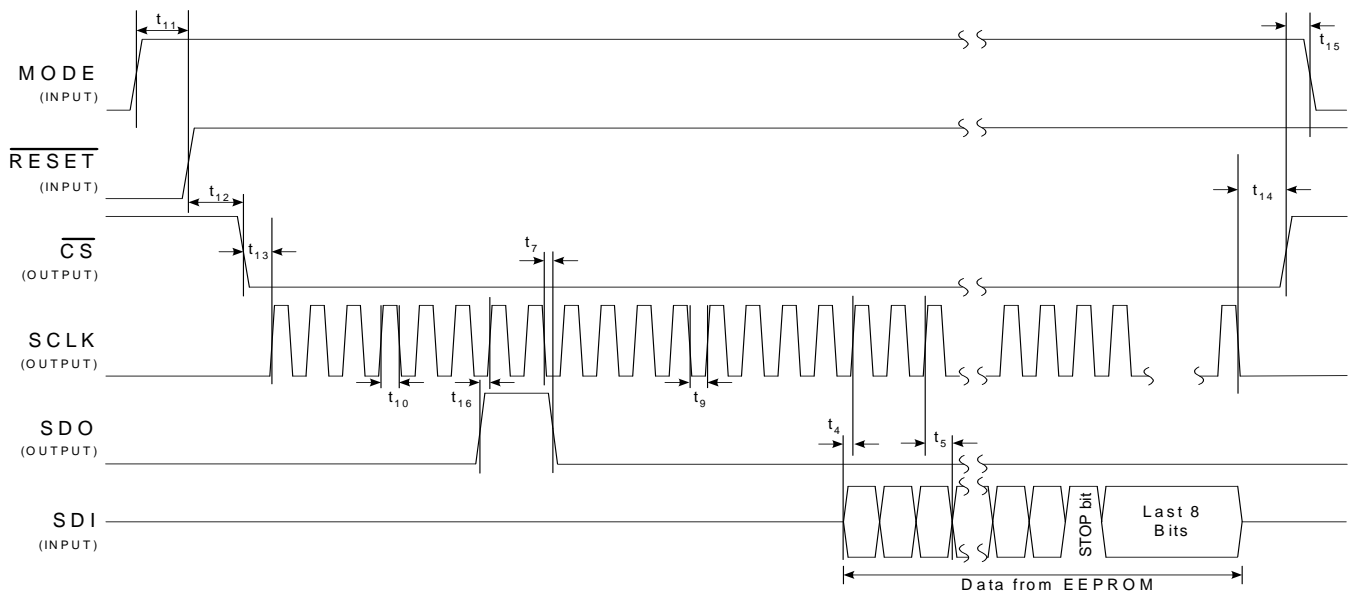 t11
t15
MODE
(INPUT)
RESET
(INPUT)
t12
t14
CS
(OUTPUT)
t13
t7
SCLK
(OUTPUT)
t10
t16
t9
SDO
(OUTPUT)
t4
t5
SDI
(INPUT)
STOP bit
Last 8
Bits
Data from EEPROM